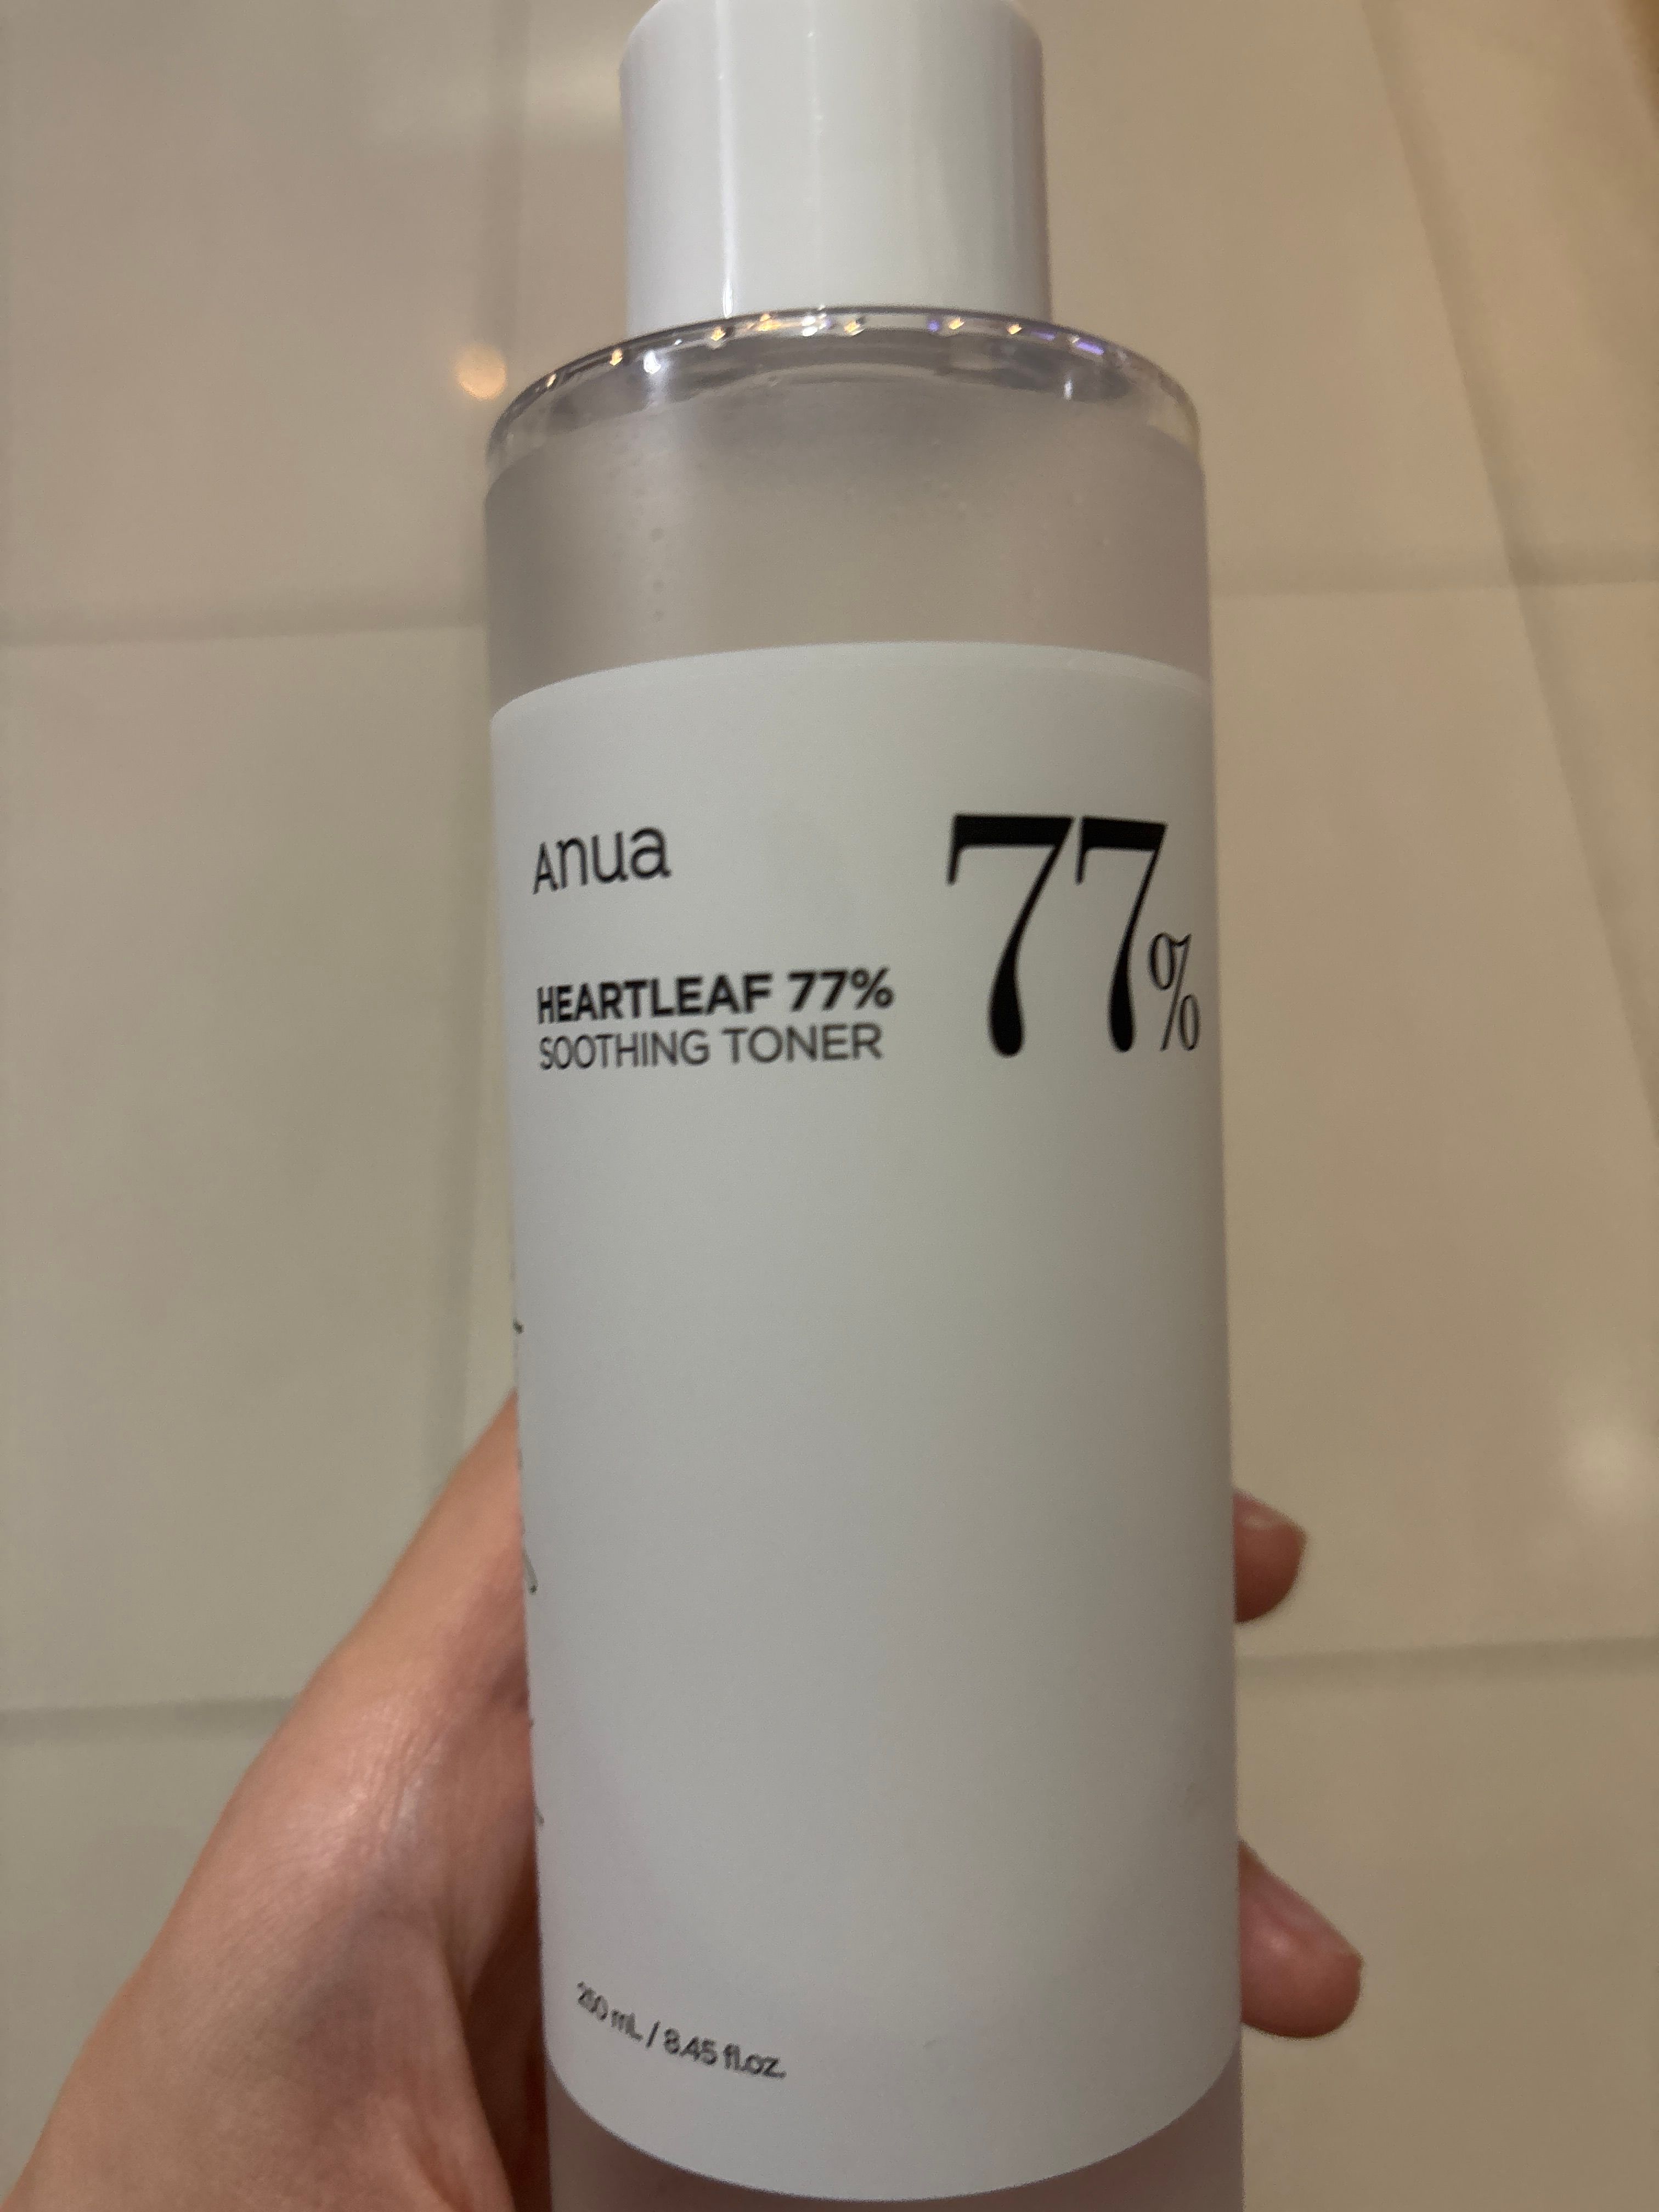 Anua
77%
HEARTLEAF 77%
SOOTHING TONER
250 mL / 8.45 fl.oz.